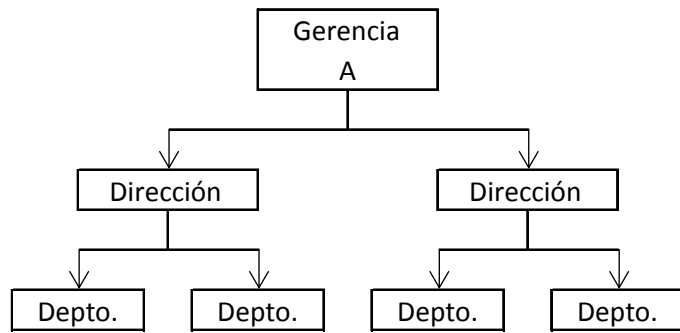 Gerencia
A
Dirección
Dirección
Depto.
Depto.
Depto.
Depto.